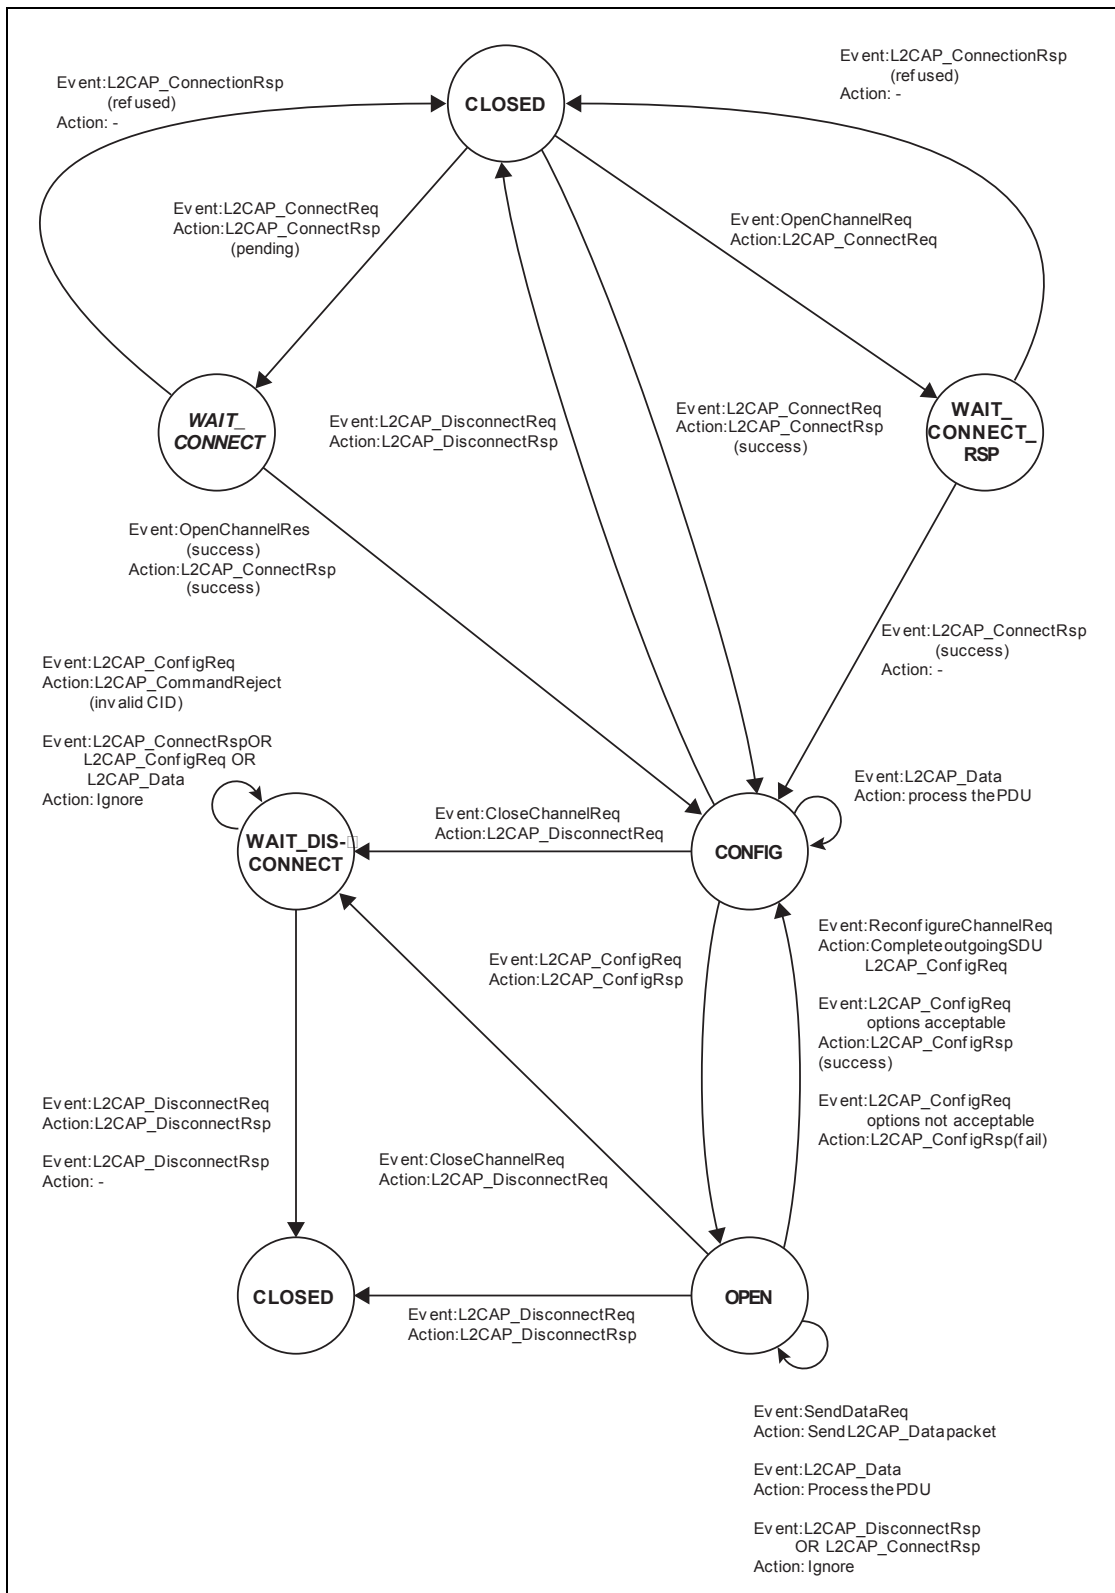 Event:L2CAP_ConnectionRsp
(refused)
Action: -
CLOSED
Event:L2CAP_ConnectionRsp
(refused)
Action: -
Event:L2CAP_ConnectReq
Action:L2CAP_ConnectRsp
(pending)
Event:OpenChannelReq
Action:L2CAP_ConnectReq
WAIT_
CONNECT
Event:L2CAP_DisconnectReq
Action:L2CAP_DisconnectRsp
Event:L2CAP_ConnectReq
Action:L2CAP_ConnectRsp
(success)
WAIT_
CONNECT_
RSP
Event:OpenChannelRes
(success)
Action:L2CAP_ConnectRsp
(success)
Event:L2CAP_ConnectRsp
(success)
Action: -
Event:L2CAP_ConfigReq
Action:L2CAP_CommandReject
(invalid CID)
Event:L2CAP_ConnectRspOR
L2CAP_ConfigReq OR
L2CAP_Data
Action: Ignore
WAIT_DIS-
CONNECT
Event:CloseChannelReq
Action:L2CAP_DisconnectReq
CONFIG
Event:L2CAP_Data
Action: process the PDU
Event:L2CAP_ConfigReq
Action:L2CAP_ConfigRsp
Event:ReconfigureChannelReq
Action:Complete outgoing SDU
L2CAP_ConfigReq
Event:L2CAP_ConfigReq
options acceptable
Action:L2CAP_ConfigRsp
(success)
Event:L2CAP_ConfigReq
options not acceptable
Action:L2CAP_ConfigRsp(fail)
Event:L2CAP_DisconnectReq
Action:L2CAP_DisconnectRsp
Event:L2CAP_DisconnectRsp
Action: -
Event:CloseChannelReq
Action:L2CAP_DisconnectReq
CLOSED
Event:L2CAP_DisconnectReq
Action:L2CAP_DisconnectRsp
OPEN
Event:SendDataReq
Action: Send L2CAP_Data packet
Event:L2CAP_Data
Action: Process the PDU
Event:L2CAP_DisconnectRsp
OR L2CAP_ConnectRsp
Action: Ignore